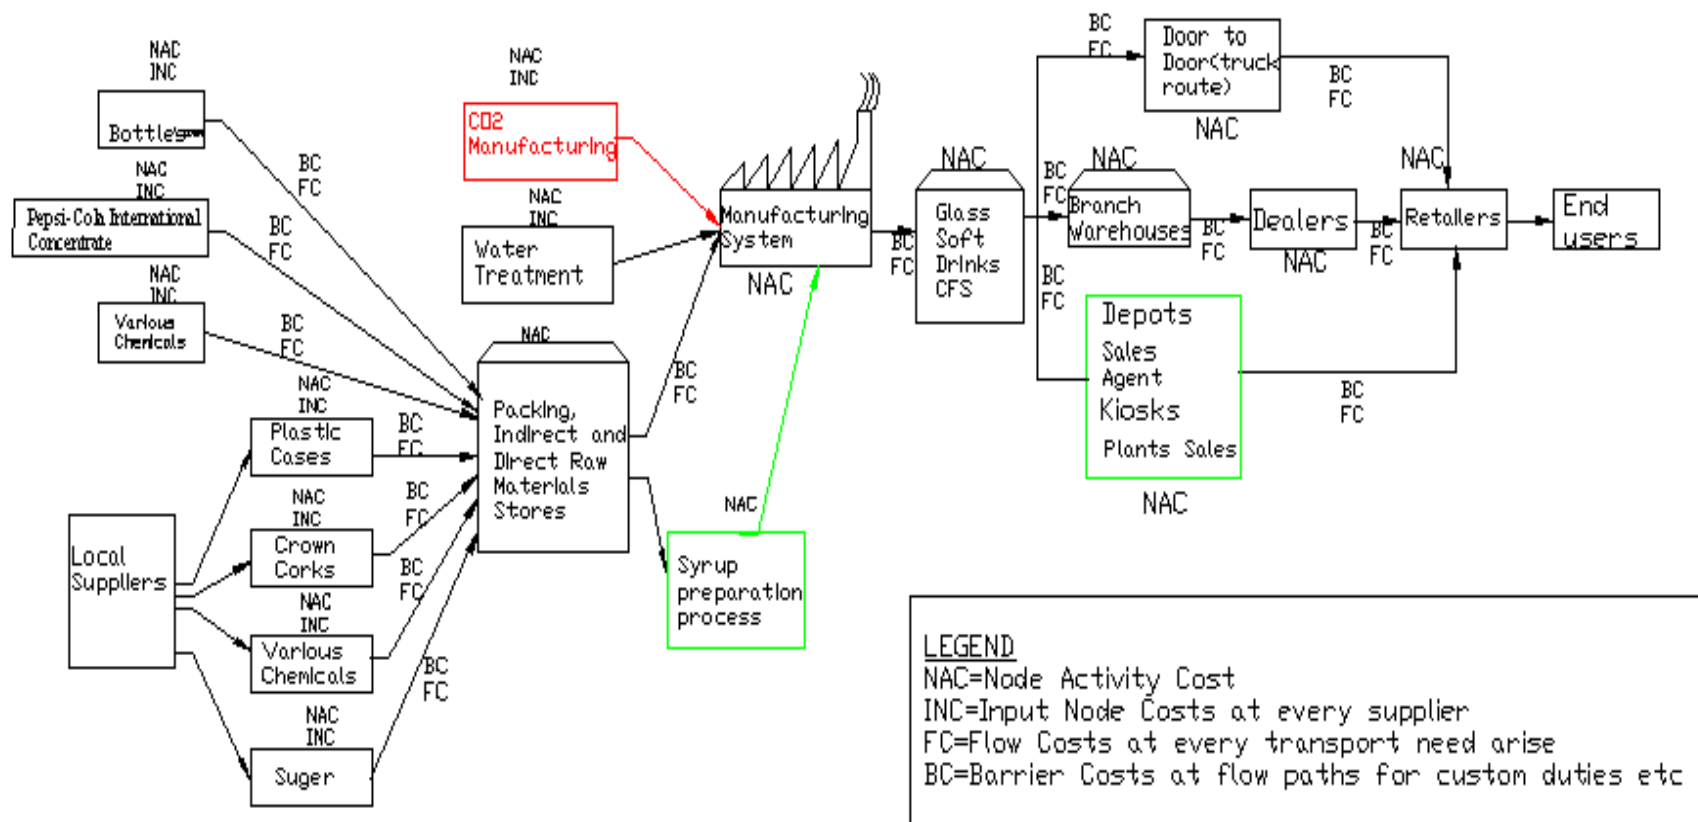 NAC
INC
Bottles
NAC
INC
Pepsi-Cola International
Concentrate
NAC
INC
Various
Chemicals
BC
FC
BC
FC
BC
FC
NAC
INC
Plastic
Cases
BC
FC
NAC
INC
Crown
Corks
BC
FC
NAC
INC
Various
Chemicals
BC
FC
NAC
INC
Suger
BC
FC
Local
Suppliers
NAC
INC
CO2
Manufacturing
NAC
INC
Water
Treatment
NAC
Packing,
Indirect and
Direct Raw
Materials
Stores
BC
FC
NAC
Syrup
preparation
process
Manufacturing
System
NAC
BC
FC
NAC
Glass
Soft
Drinks
CFS
BC
FC
Door to
Door(truck
route)
NAC
BC
FC
BC
FC
NAC
Branch
Warehouses
BC
FC
Dealers
NAC
BC
FC
NAC
Retailers
End
users
BC
FC
Depots
Sales
Agent
Kiosks
Plants Sales
NAC
BC
FC
LEGEND
NAC=Node Activity Cost
INC=Input Node Costs at every supplier
FC=Flow Costs at every transport need arise
BC=Barrier Costs at flow paths for custom duties etc